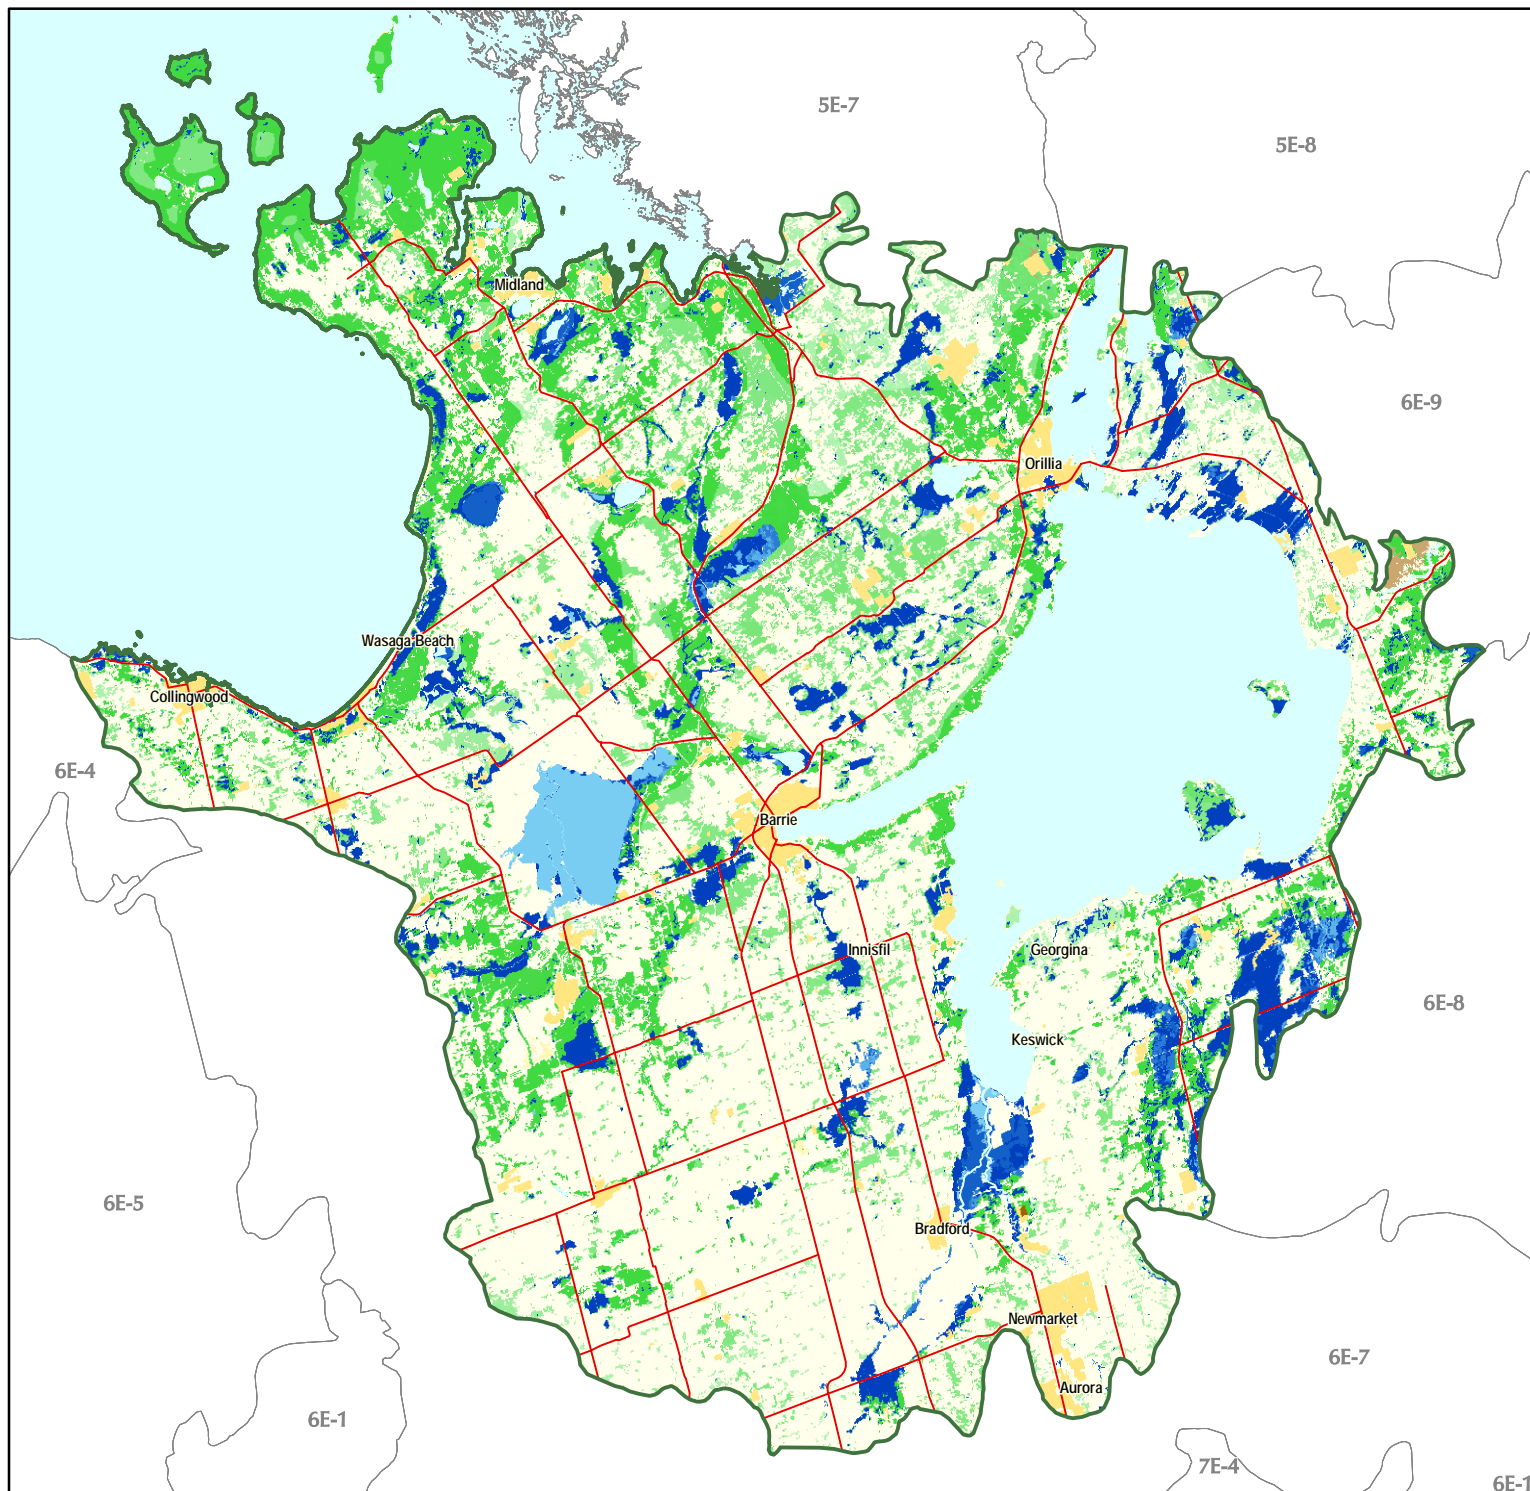 5E-7
5E-8
Midland
6E-9
Orillia
Wasaga Beach
Collingwood
6E-4
Barrie
Innisfil
Georgina
6E-8
Keswick
6E-5
Bradford
Newmarket
6E-7
Aurora
6E-1
7E-4
6E-1